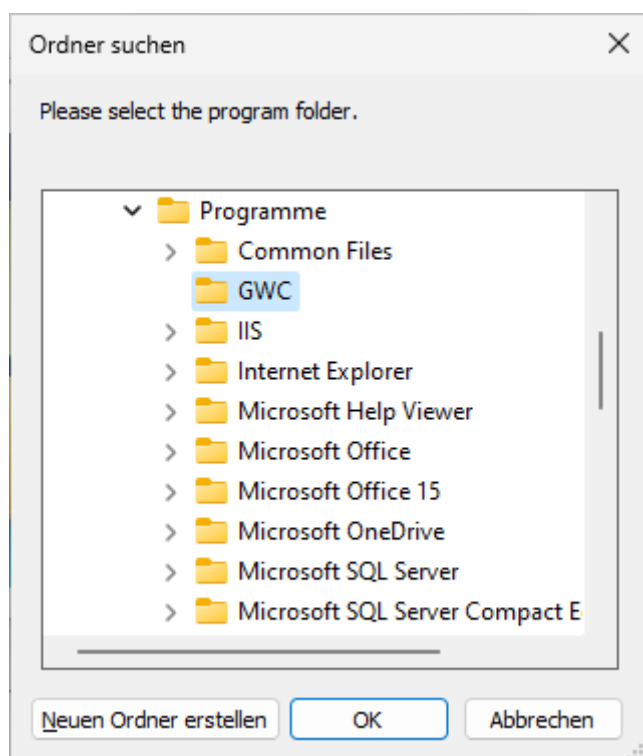 Ordner suchen
Please select the program folder.
Programme
Common Files
GWC
IIS
Internet Explorer
Microsoft Help Viewer
Microsoft Office
Microsoft Office 15
Microsoft OneDrive
Microsoft SQL Server
Microsoft SQL Server Compact E
Neuen Ordner erstellen OK Abbrechen